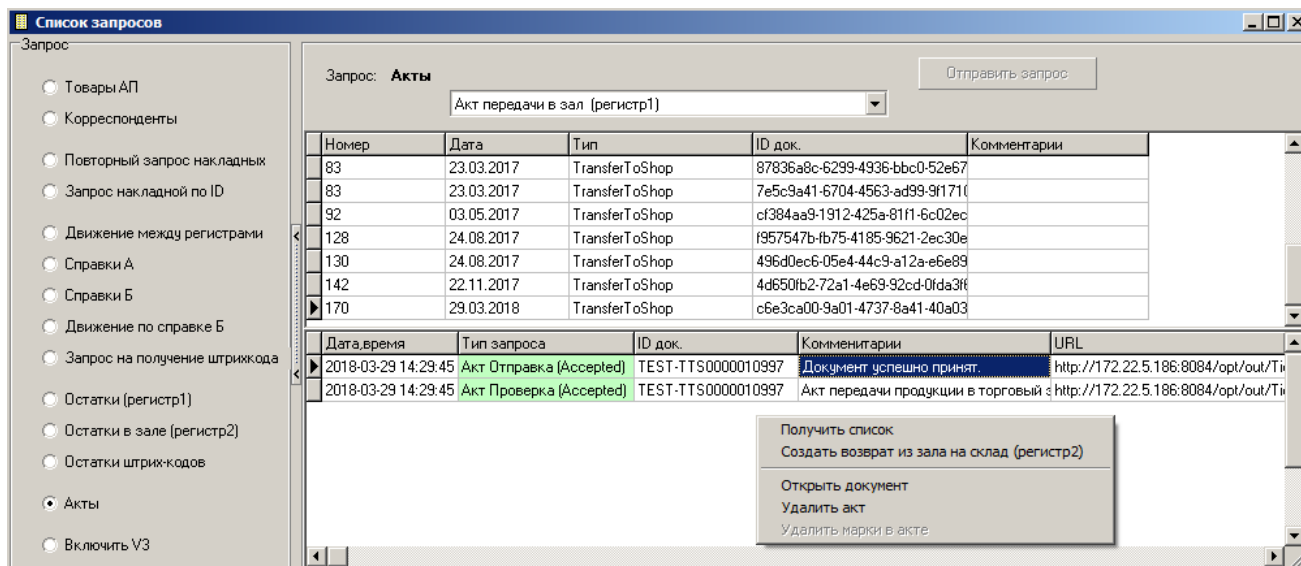 Список запросов
Запрос
Товары АП
Корреспонденты
Повторный запрос накладных
Запрос накладной по ID
Движение между регистрами
Справки А
Справки Б
Движение по справке Б
Запрос на получение штрихкода
Остатки (регистр1)
Остатки в зале (регистр2)
Остатки штрих-кодов
Акты
Включить V3
Запрос: Акты
Отправить запрос
Акт передачи в зал (регистр1)
Номер Дата Тип ID док. Комментарии
83 23.03.2017 TransferToShop 87836a8c-6299-4936-bbc0-52e67
83 23.03.2017 TransferToShop 7e5c9a41-6704-4563-ad99-9f171
92 03.05.2017 TransferToShop cf384aa9-1912-425a-81f1-6c02ec
128 24.08.2017 TransferToShop f957547b-fb75-4185-9621-2ec30e
130 24.08.2017 TransferToShop 496d0ec6-05e4-44c9-a12a-e6e89
142 22.11.2017 TransferToShop 4d650fb2-72a1-4e69-92cd-0fda3f
170 29.03.2018 TransferToShop c6e3ca00-9a01-4737-8a41-40a03
Дата,время Тип запроса ID док. Комменитарии URL
2018-03-29 14:29:45 Акт Отправка (Accepted) TEST-TTS0000010997 Документ успешно принят. http://172.22.5.186:8084/opt/out/Ti
2018-03-29 14:29:45 Акт Проверка (Accepted) TEST-TTS0000010997 Акт передачи продукции в торговый з http://172.22.5.186:8084/opt/out/Ti
Получить список
Создать возврат из зала на склад (регистр2)
Открыть документ
Удалить акт
Удалить марки в акте